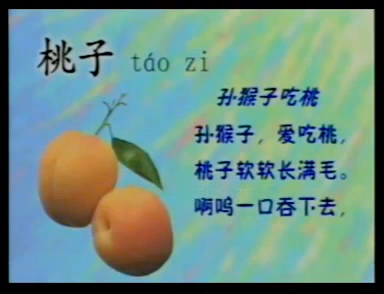 桃子 táo zi
孙猴子吃桃
孙猴子，爱吃桃，
桃子软软长满毛。
啊呜一口吞下去，